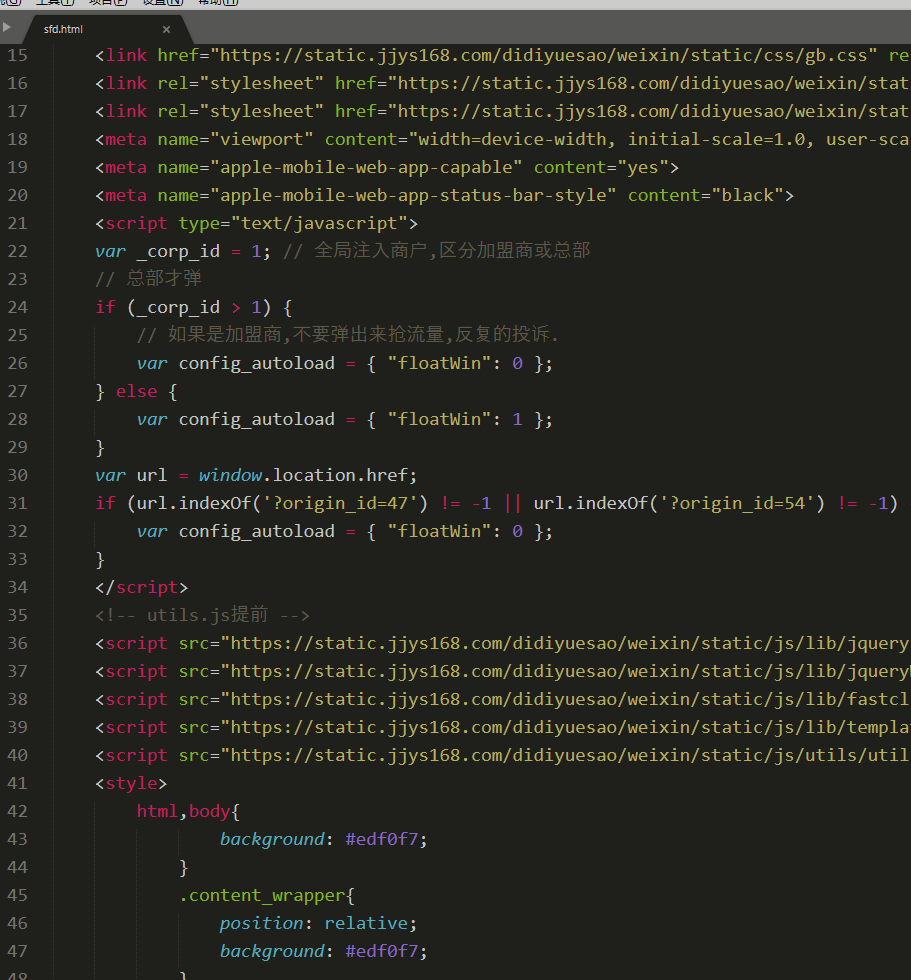 工具(T) 项目(P) 设置(N) 帮助(H)
sfd.html ×
15 <link href="https://static.jjys168.com/didiyuesao/weixin/static/css/gb.css" re
16 <link rel="stylesheet" href="https://static.jjys168.com/didiyuesao/weixin/stat
17 <link rel="stylesheet" href="https://static.jjys168.com/didiyuesao/weixin/stat
18 <meta name="viewport" content="width=device-width, initial-scale=1.0, user-sca
19 <meta name="apple-mobile-web-app-capable" content="yes">
20 <meta name="apple-mobile-web-app-status-bar-style" content="black">
21 <script type="text/javascript">
22 var _corp_id = 1; // 全局注入商户,区分加盟商或总部
23 // 总部才弹
24 if (_corp_id > 1) {
25 // 如果是加盟商,不要弹出来抢流量,反复的投诉.
26 var config_autoload = { "floatWin": 0 };
27 } else {
28 var config_autoload = { "floatWin": 1 };
29 }
30 var url = window.location.href;
31 if (url.indexOf('?origin_id=47') != -1 || url.indexOf('?origin_id=54') != -1)
32 var config_autoload = { "floatWin": 0 };
33 }
34 </script>
35 <!-- utils.js提前 -->
36 <script src="https://static.jjys168.com/didiyuesao/weixin/static/js/lib/jquery
37 <script src="https://static.jjys168.com/didiyuesao/weixin/static/js/lib/jquery
38 <script src="https://static.jjys168.com/didiyuesao/weixin/static/js/lib/fastcl
39 <script src="https://static.jjys168.com/didiyuesao/weixin/static/js/lib/templa
40 <script src="https://static.jjys168.com/didiyuesao/weixin/static/js/utils/util
41 <style>
42 html,body{
43 background: #edf0f7;
44 }
45 .content_wrapper{
46 position: relative;
47 background: #edf0f7;
48 }